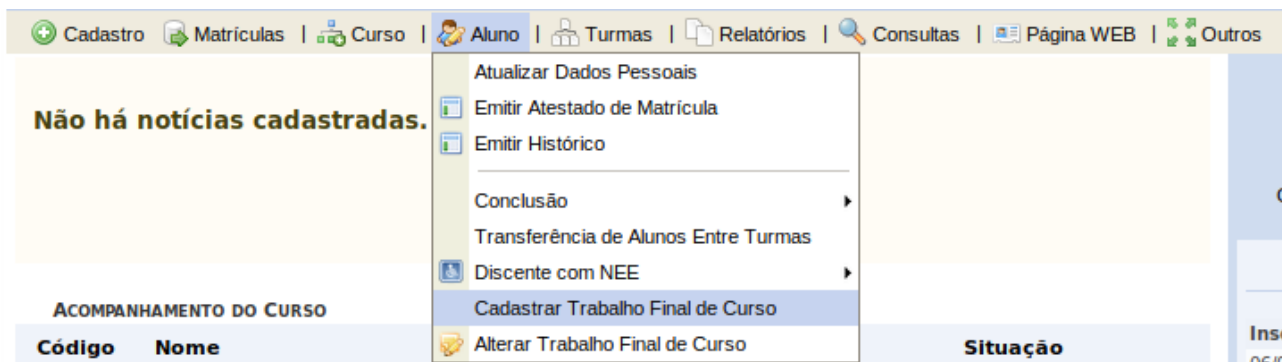 Cadastro Matrículas | Curso | Aluno | Turmas | Relatórios | Consultas | Página WEB | Outros
Atualizar Dados Pessoais
Não há notícias cadastradas.
Emitir Atestado de Matrícula
Emitir Histórico
Conclusão
Transferência de Alunos Entre Turmas
Discente com NEE
ACOMPANHAMENTO DO CURSO
Cadastrar Trabalho Final de Curso
Alterar Trabalho Final de Curso
Código Nome Situação